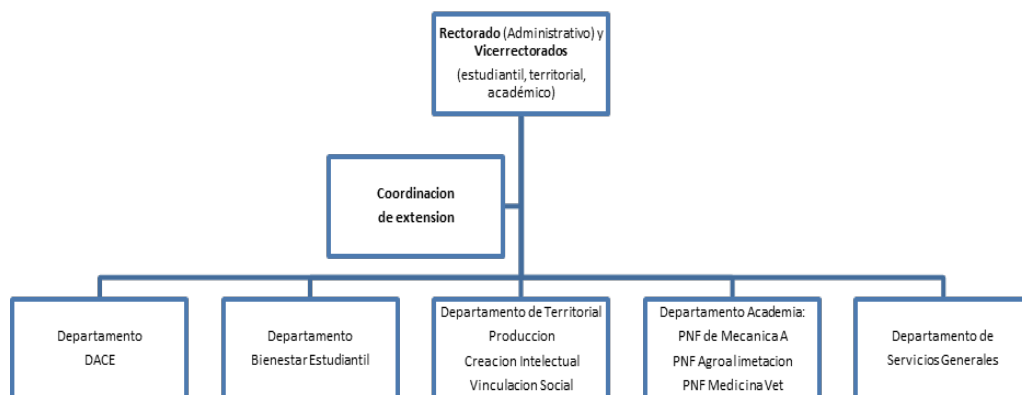 Rectorado (Administrativo) y
Vicerrectorados
(estudiantil, territorial,
académico)
Coordinacion
de extension
Departamento
DACE
Departamento
Bienestar Estudiantil
Departamento de Territorial
Produccion
Creacion Intelectual
Vinculacion Social
Departamento Academia:
PNF de Mecanica A
PNF Agroalimetacion
PNF Medicina Vet
Departamento de
Servicios Generales